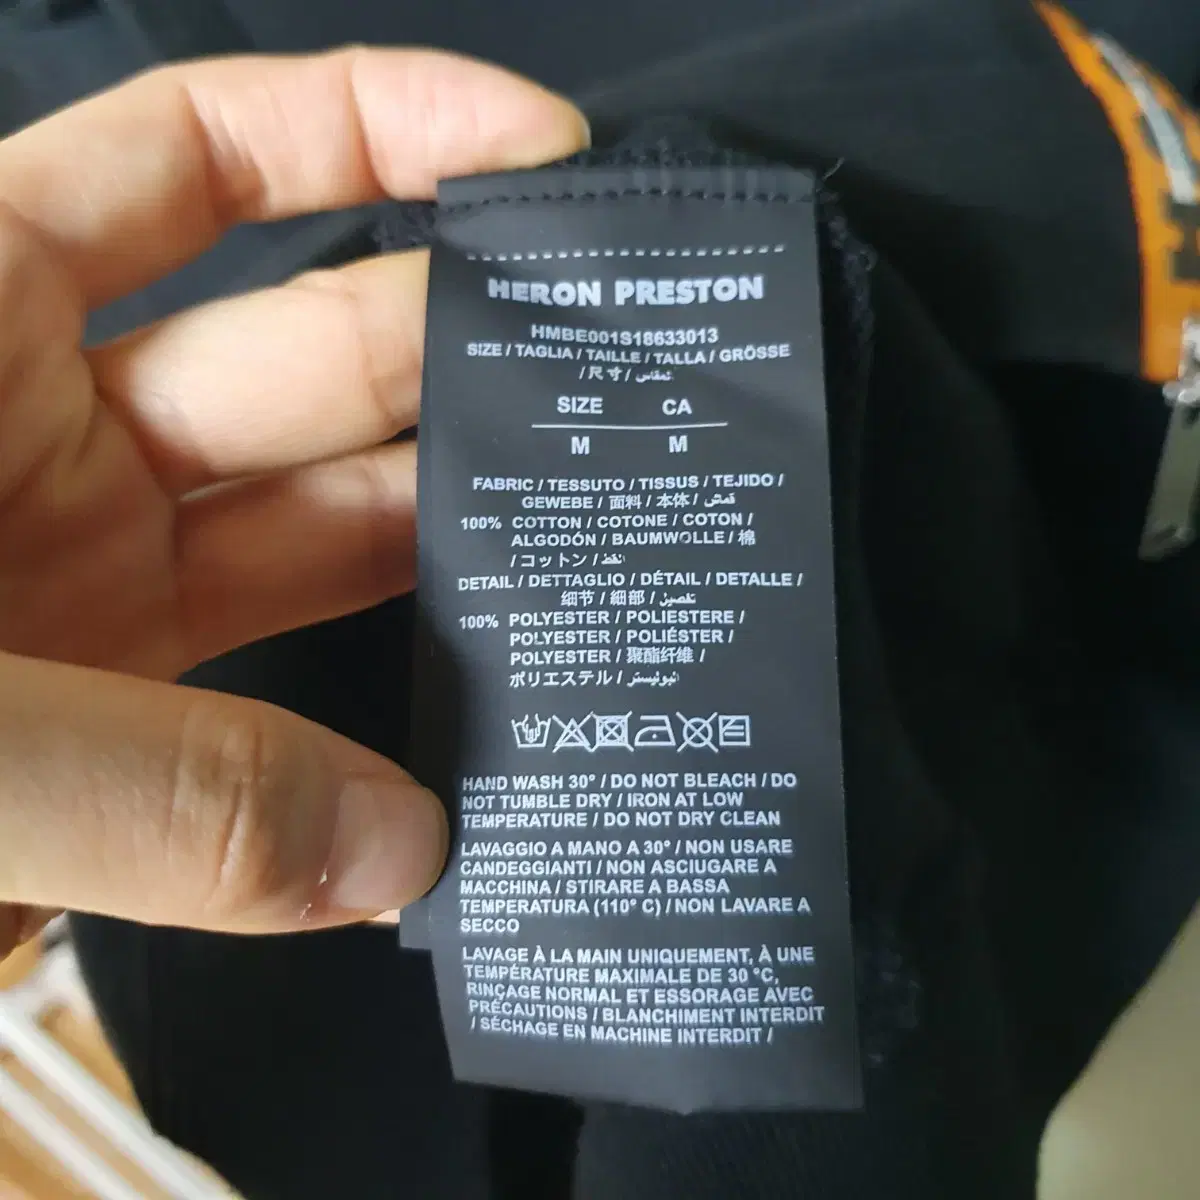 HERON PRESTON
HMBE001S18633013
SIZE / TAGLIA / TAILLE / TALLA / GRÖSSE
/ 尺寸 /
SIZE CA
M M
FABRIC / TESSUTO / TISSUS / TEJIDO /
GEWEBE / 面料 / 本体 / قماش
100% COTTON / COTONE / COTON /
ALGODÓN / BAUMWOLLE / 棉
/ コットン /
DETAIL / DETTAGLIO / DÉTAIL / DETALLE /
细节 / 細部 /
100% POLYESTER / POLIESTERE /
POLYESTER / POLIÉSTER /
POLYESTER / 聚酯纤维 /
ポリエステル /
HAND WASH 30° / DO NOT BLEACH / DO
NOT TUMBLE DRY / IRON AT LOW
TEMPERATURE / DO NOT DRY CLEAN
LAVAGGIO A MANO A 30° / NON USARE
CANDEGGIANTI / NON ASCIUGARE A
MACCHINA / STIRARE A BASSA
TEMPERATURA (110° C) / NON LAVARE A
SECCO
LAVAGE À LA MAIN UNIQUEMENT, À UNE
TEMPÉRATURE MAXIMALE DE 30 °C,
RINÇAGE NORMAL ET ESSORAGE AVEC
PRÉCAUTIONS / BLANCHIMENT INTERDIT
/ SÉCHAGE EN MACHINE INTERDIT /